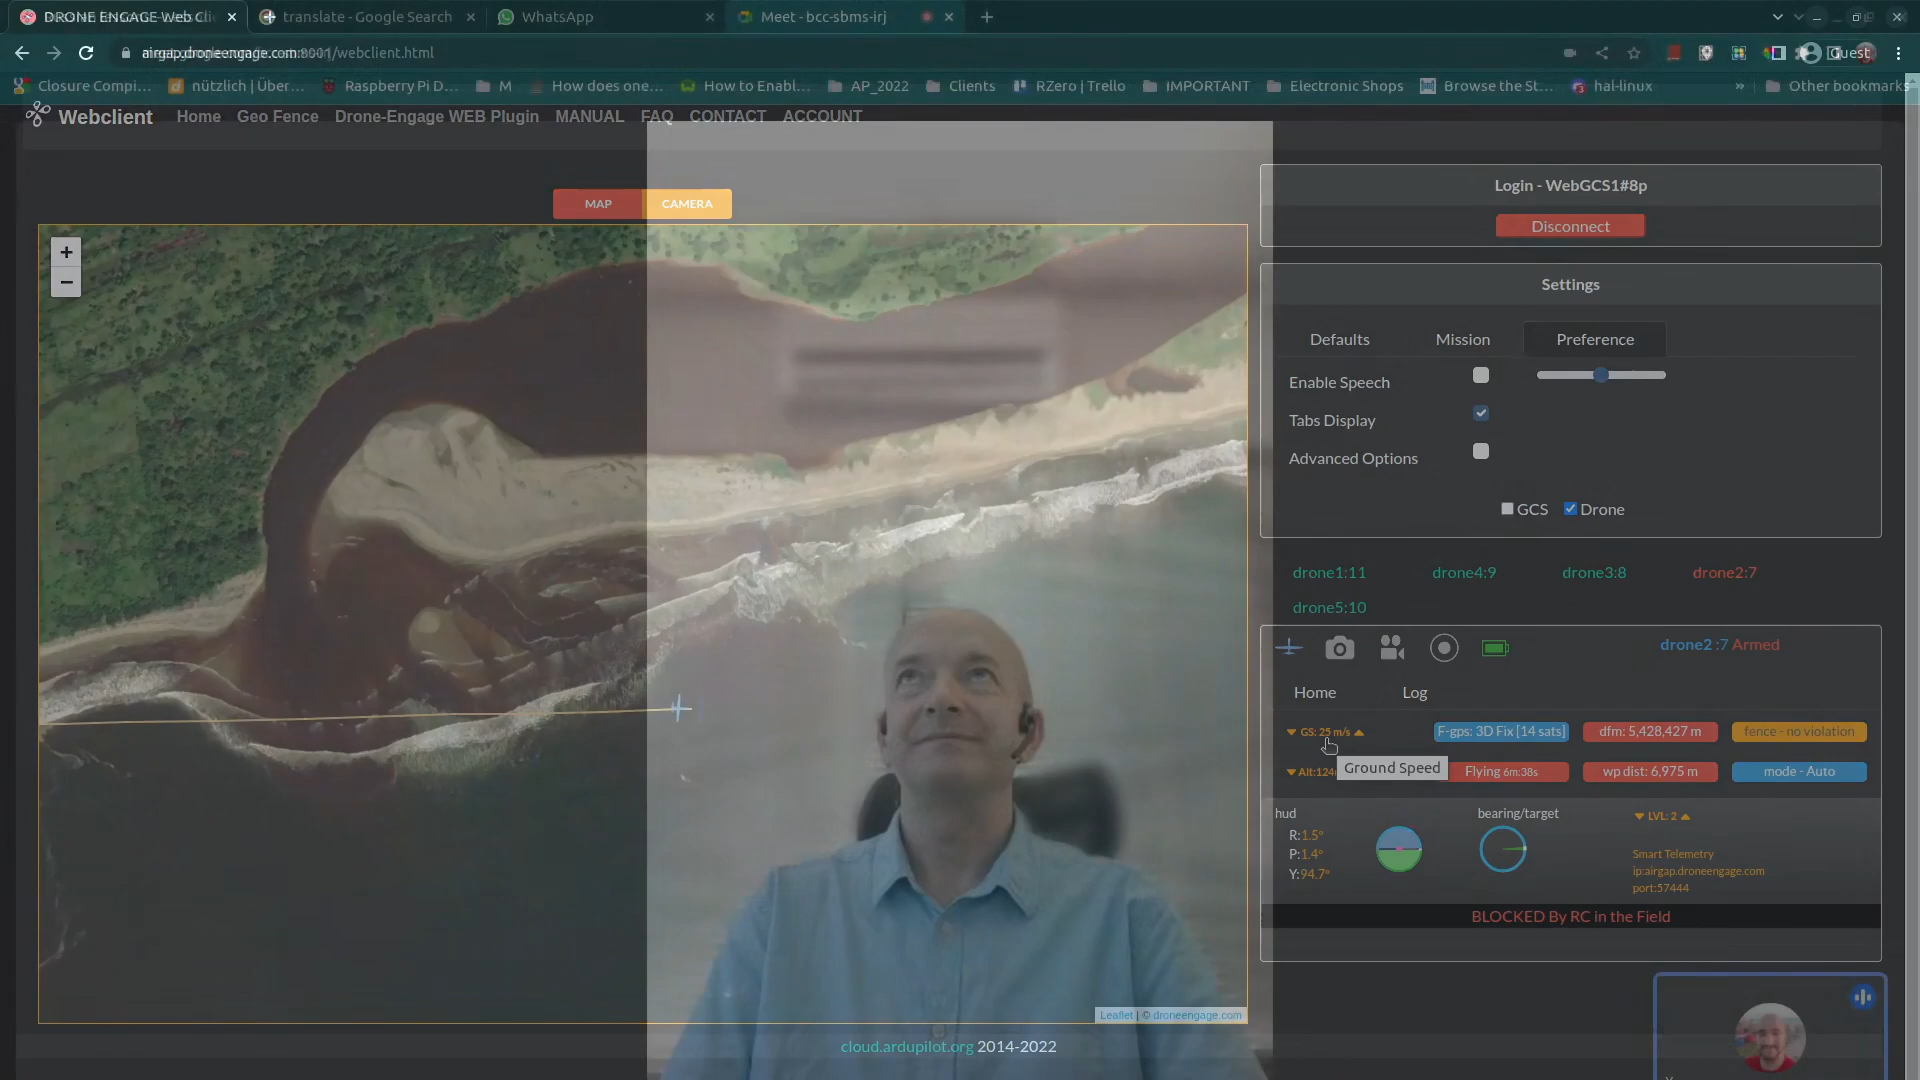 DRONE ENGAGE Web Cli
translate - Google Search
WhatsApp
Meet - bcc-sbms-irj
/webclient.html
Guest
Closure Compi...
nützlich | Über...
Raspberry Pi D...
M
How does one...
How to Enabl...
AP_2022
Clients
RZero | Trello
IMPORTANT
Electronic Shops
Browse the St...
hal-linux
»
Other bookmarks
Webclient
Home
Geo Fence
Drone-Engage WEB Plugin
MANUAL
FAQ
CONTACT
ACCOUNT
MAP
CAMERA
+
−
Leaflet | © droneengage.com
cloud.ardupilot.org 2014-2022
Login - WebGCS1#8p
Disconnect
Settings
Defaults
Mission
Preference
Enable Speech
Tabs Display
Advanced Options
GCS
Drone
drone1:11
drone4:9
drone3:8
drone2:7
drone5:10
drone2 :7 Armed
Home
Log
GS: 25 m/s
F-gps: 3D Fix [14 sats]
dfm: 5,428,427 m
fence - no violation
Ground Speed
Alt:124
Flying 6m:38s
wp dist: 6,975 m
mode - Auto
hud
R:1.5°
P:1.4°
Y:94.7°
bearing/target
LVL: 2
Smart Telemetry
ip:airgap.droneengage.com
port:57444
BLOCKED By RC in the Field